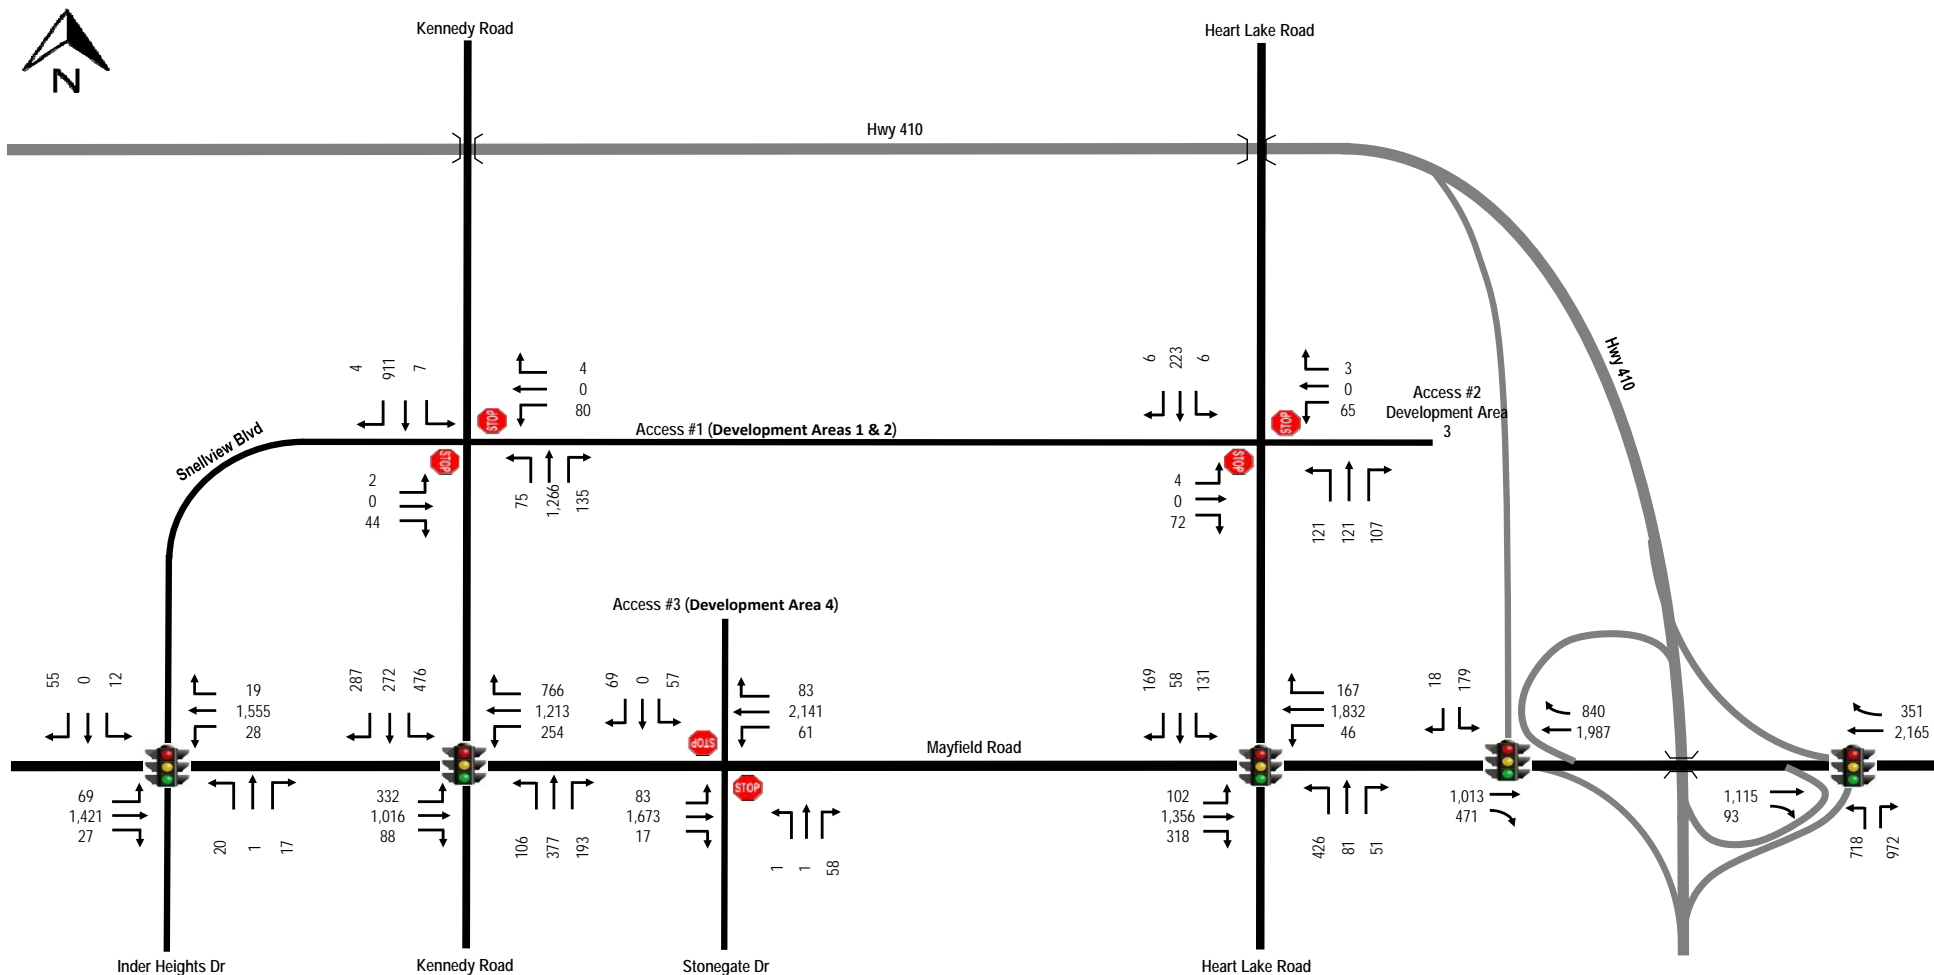 Kennedy Road
Heart Lake Road
N
Hwy 410
Hwy 410
4 911 7
4
0
80
STOP
6 223 6
3
0
65
STOP
Access #2
Development Area
3
Snellview Blvd
Access #1 (Development Areas 1 & 2)
STOP
2
0
44
75 1,266 135
STOP
4
0
72
121 121 107
Access #3 (Development Area 4)
55 0 12
19
1,555
28
287 272 476
766
1,213
254
69 0 57
83
2,141
61
STOP
169 58 131
167
1,832
46
18 179
840
1,987
351
2,165
Mayfield Road
69
1,421
27
20 1 17
332
1,016
88
106 377 193
83
1,673
17
STOP
1 1 58
102
1,356
318
426 81 51
1,013
471
1,115
93
718 972
Inder Heights Dr
Kennedy Road
Stonegate Dr
Heart Lake Road